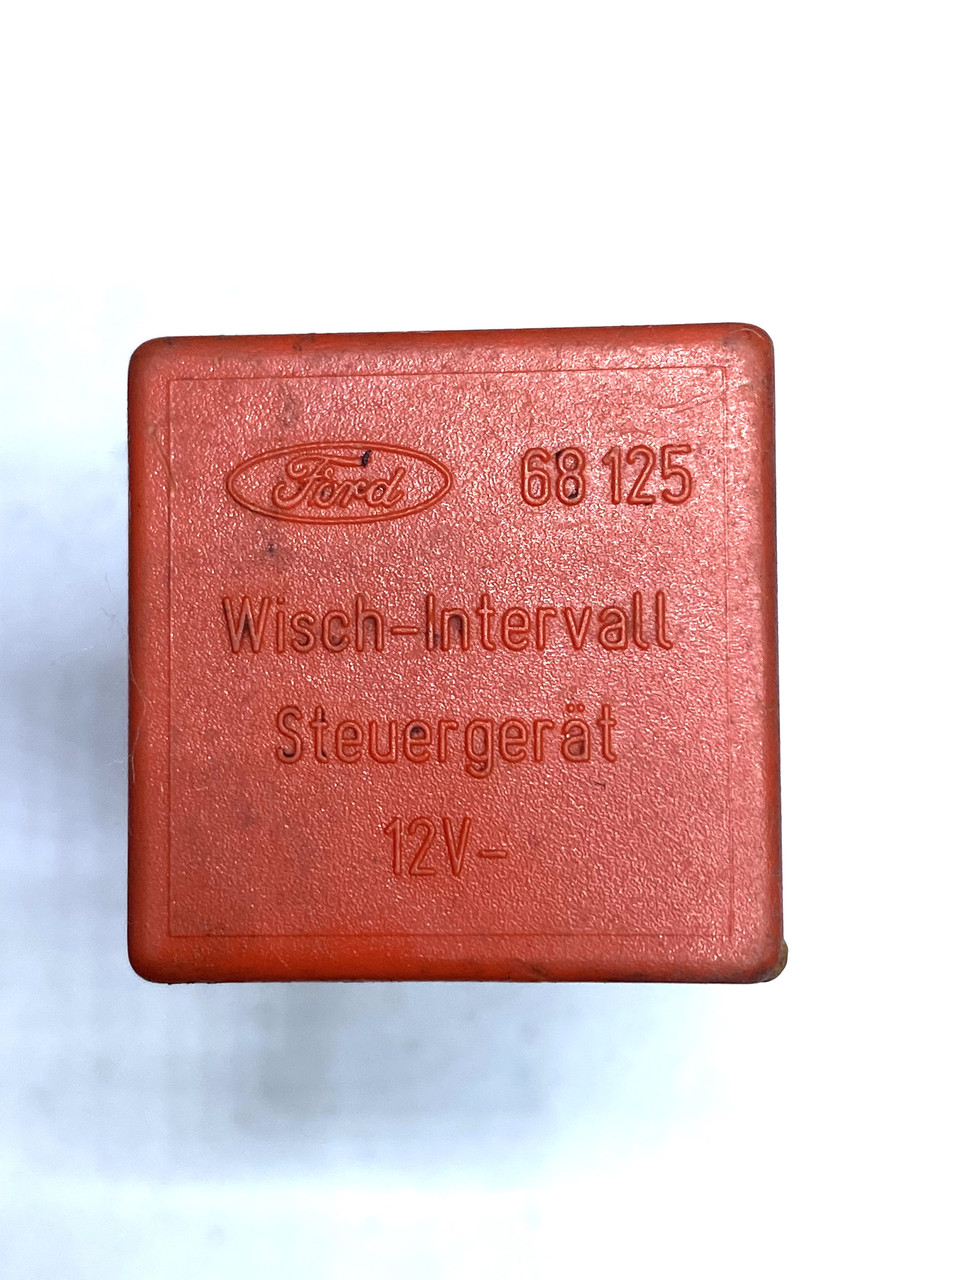 Ford 68 125
Wisch-Intervall
Steuergerät
12V-